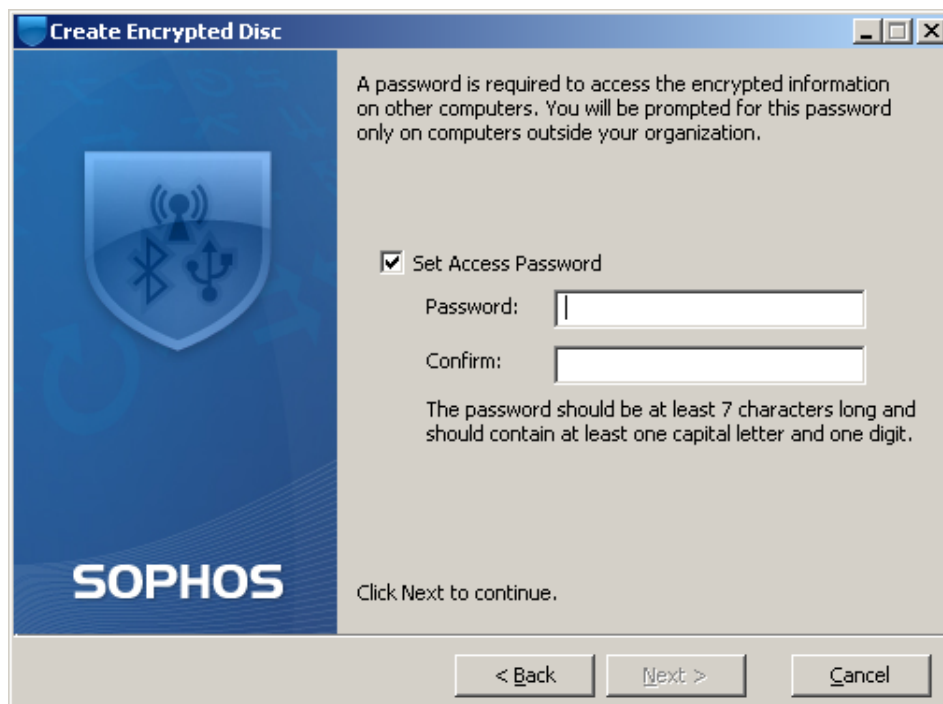 Create Encrypted Disc
A password is required to access the encrypted information
on other computers. You will be prompted for this password
only on computers outside your organization.
Set Access Password
Password:
Confirm:
The password should be at least 7 characters long and
should contain at least one capital letter and one digit.
SOPHOS
Click Next to continue.
< Back
Next >
Cancel